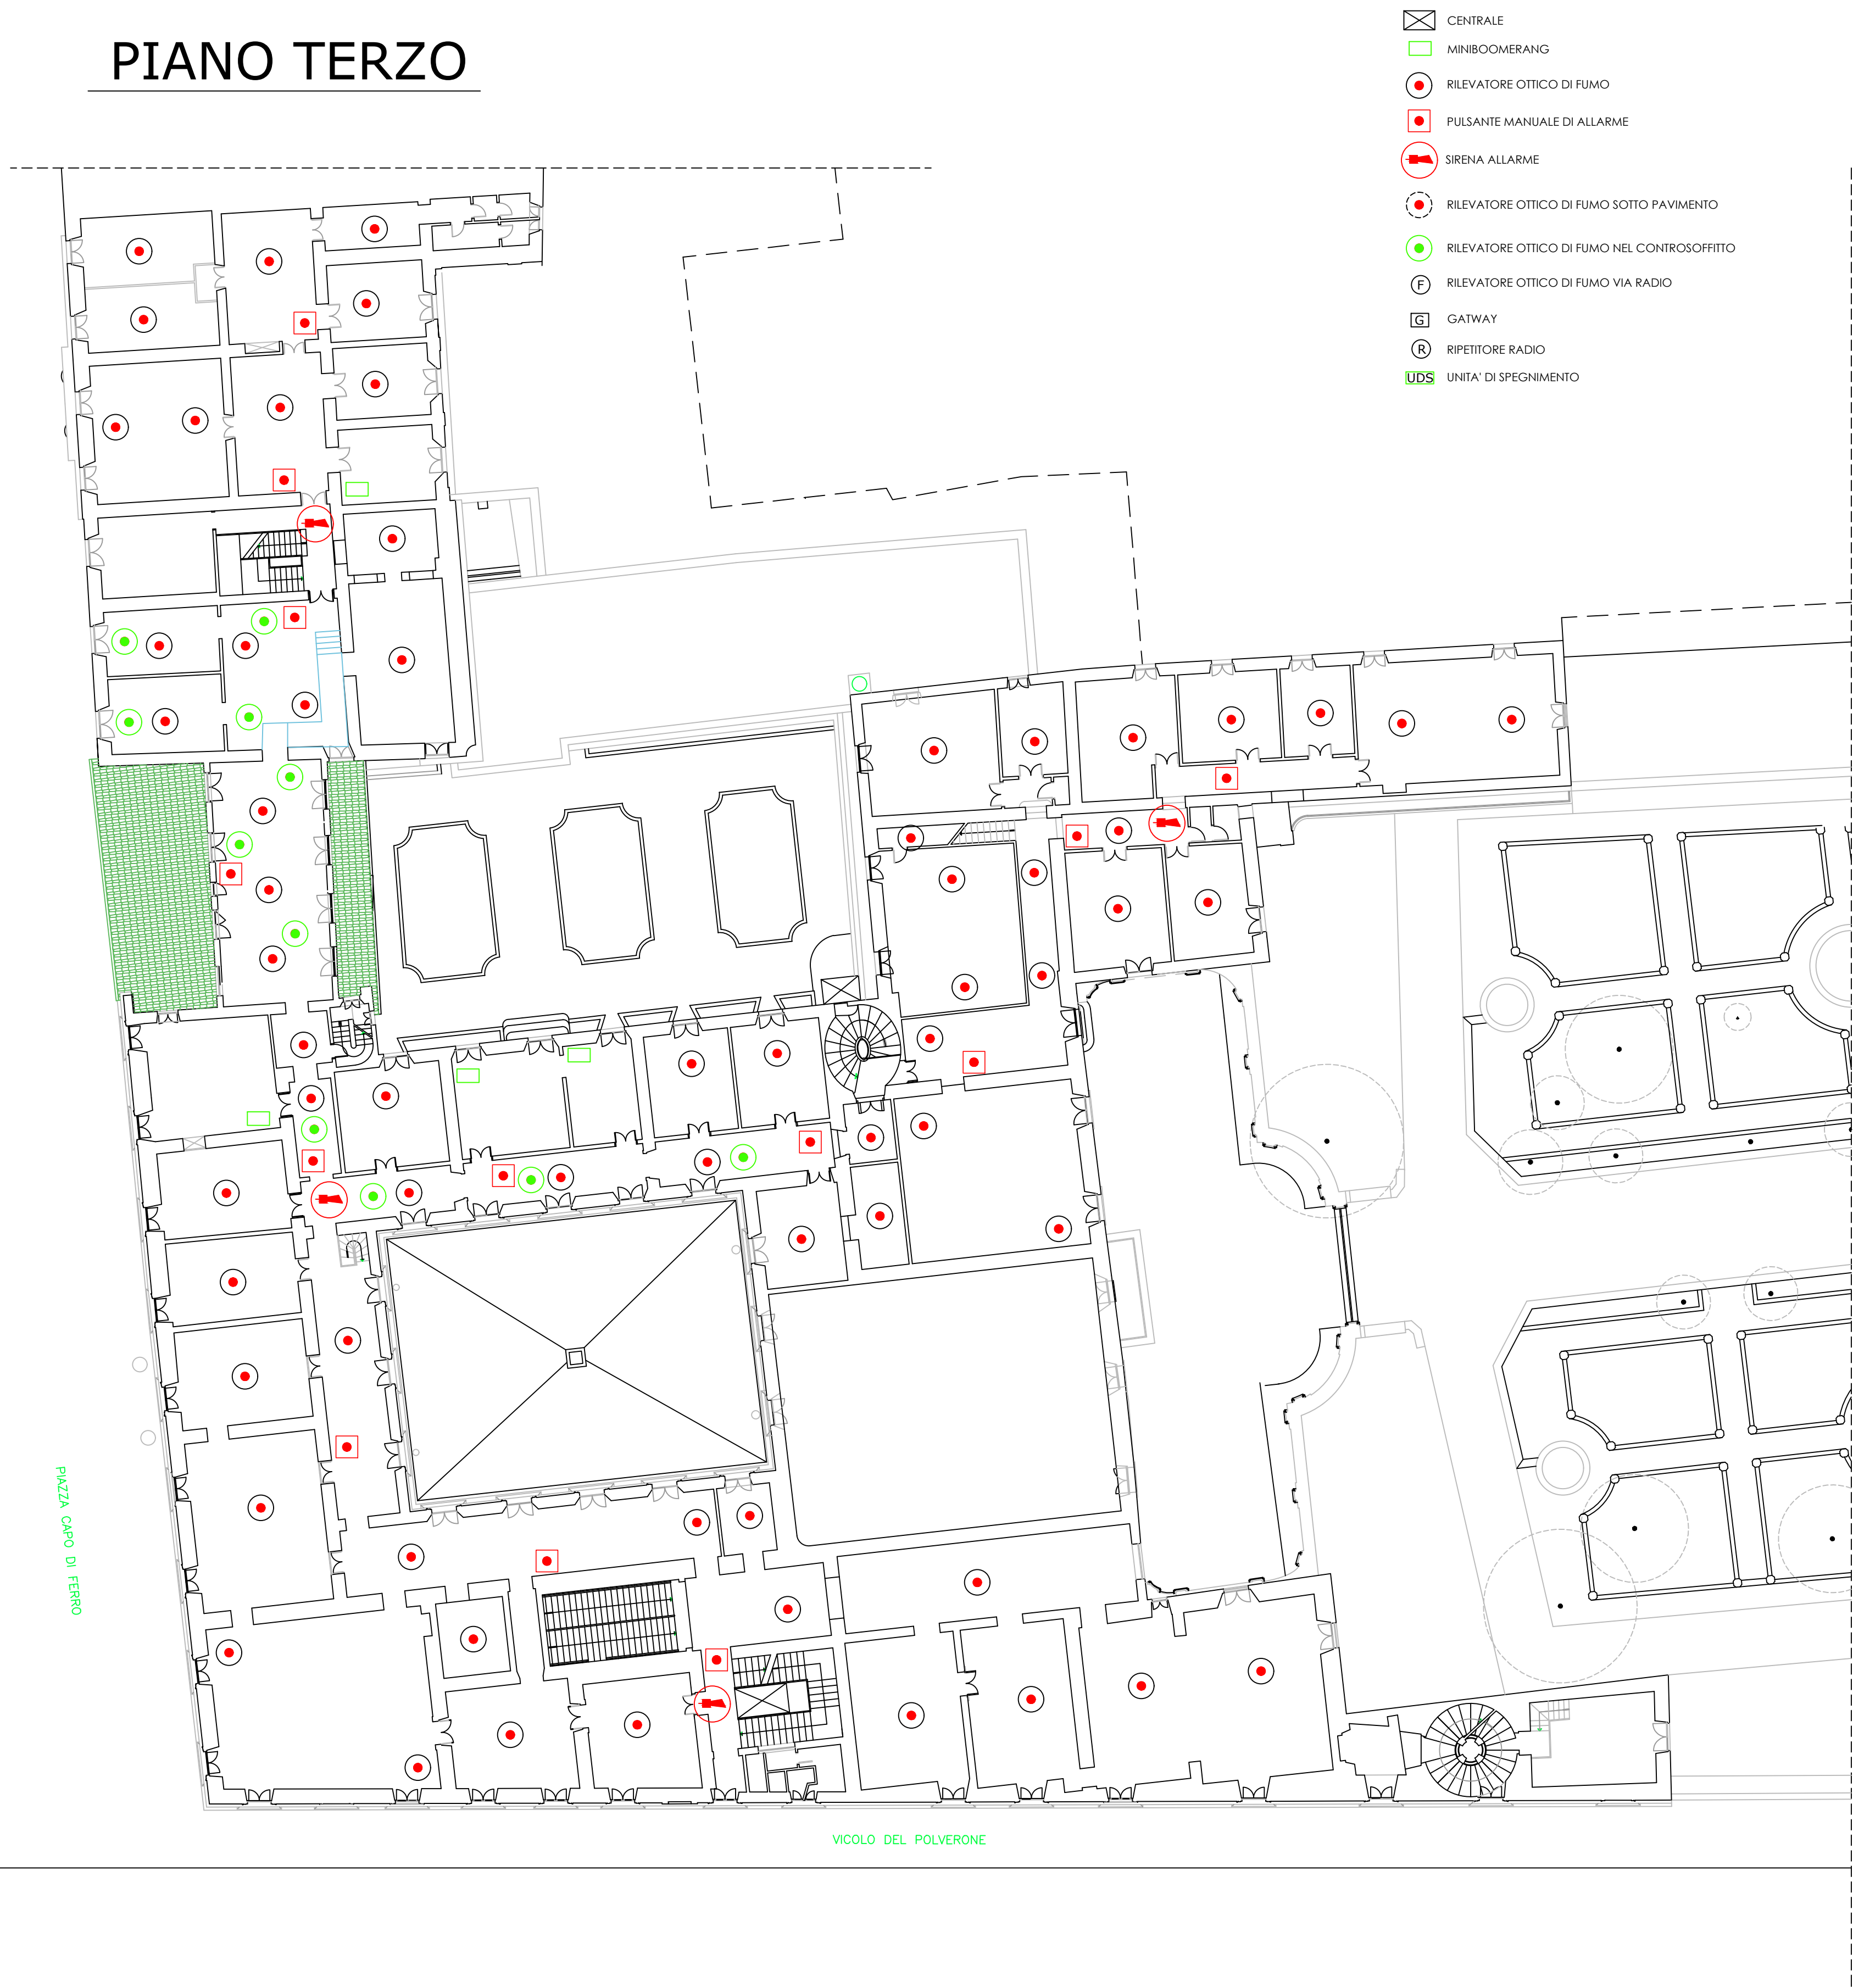 PIANO TERZO
CENTRALE
MINIBOOMERANG
RILEVATORE OTTICO DI FUMO
PULSANTE MANUALE DI ALLARME
SIRENA ALLARME
RILEVATORE OTTICO DI FUMO SOTTO PAVIMENTO
RILEVATORE OTTICO DI FUMO NEL CONTROSOFFITTO
F RILEVATORE OTTICO DI FUMO VIA RADIO
G GATWAY
R RIPETITORE RADIO
UDS UNITA' DI SPEGNIMENTO
PIAZZA CAPO DI FERRO
VICOLO DEL POLVERONE